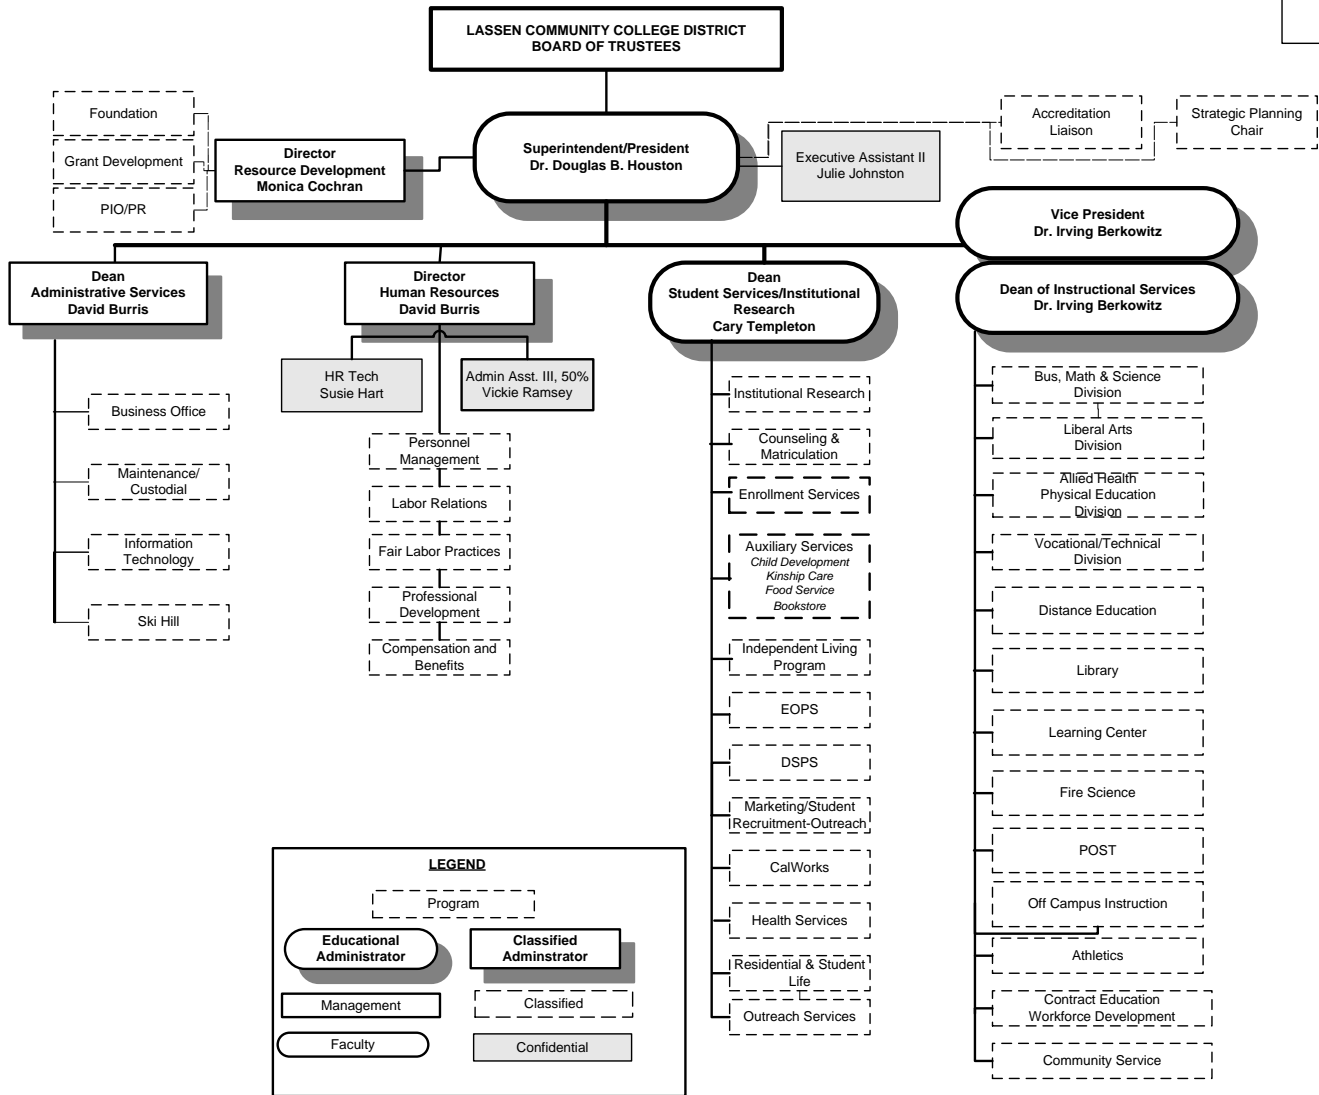 LASSEN COMMUNITY COLLEGE DISTRICT
BOARD OF TRUSTEES
Foundation
Grant Development
PIO/PR
Director
Resource Development
Monica Cochran
Superintendent/President
Dr. Douglas B. Houston
Executive Assistant II
Julie Johnston
Accreditation
Liaison
Strategic Planning
Chair
Vice President
Dr. Irving Berkowitz
Dean
Administrative Services
David Burris
Director
Human Resources
David Burris
Dean
Student Services/Institutional
Research
Cary Templeton
Dean of Instructional Services
Dr. Irving Berkowitz
Business Office
Maintenance/
Custodial
Information
Technology
Ski Hill
HR Tech
Susie Hart
Admin Asst. III, 50%
Vickie Ramsey
Personnel
Management
Labor Relations
Fair Labor Practices
Professional
Development
Compensation and
Benefits
Institutional Research
Counseling &
Matriculation
Enrollment Services
Auxiliary Services
Child Development
Kinship Care
Food Service
Bookstore
Independent Living
Program
EOPS
DSPS
Marketing/Student
Recruitment-Outreach
CalWorks
Health Services
Residential & Student
Life
Outreach Services
Bus, Math & Science
Division
Liberal Arts
Division
Allied Health
Physical Education
Division
Vocational/Technical
Division
Distance Education
Library
Learning Center
Fire Science
POST
Off Campus Instruction
Athletics
Contract Education
Workforce Development
Community Service
LEGEND
Program
Educational
Administrator
Classified
Adminstrator
Management
Classified
Faculty
Confidential